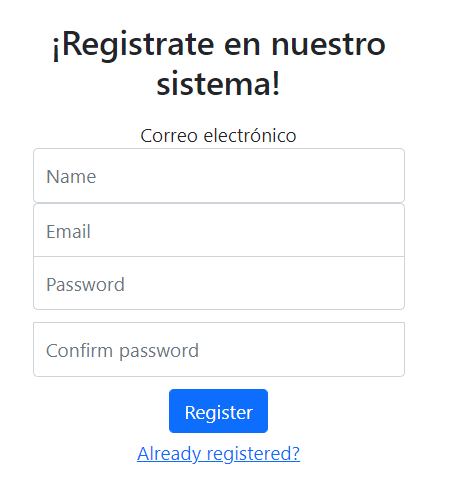 ¡Registrate en nuestro
sistema!
Correo electrónico
Name
Email
Password
Confirm password
Register
Already registered?